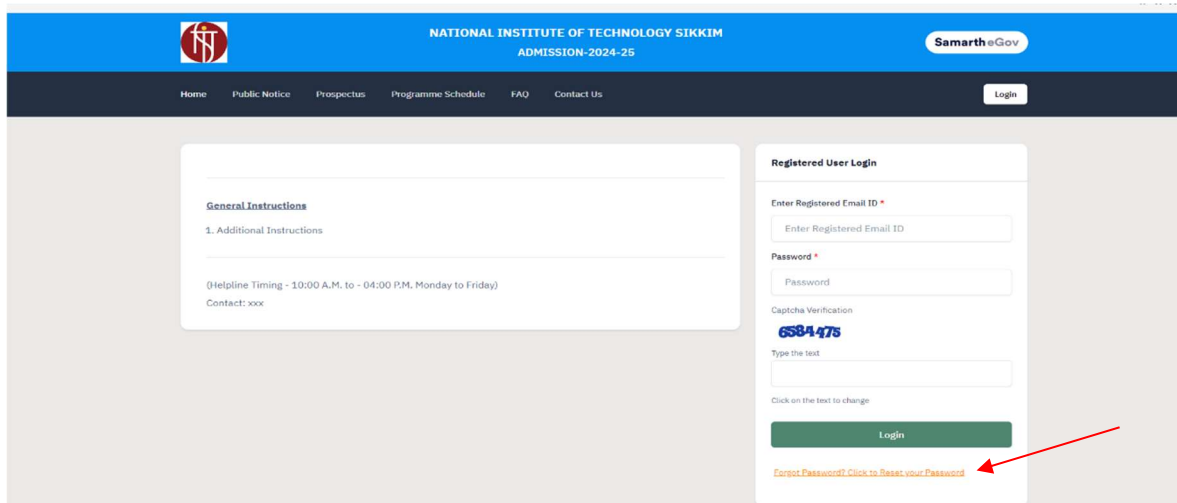 NATIONAL INSTITUTE OF TECHNOLOGY SIKKIM
ADMISSION-2024-25
Samarth eGov
Home Public Notice Prospectus Programme Schedule FAQ Contact Us Login
General Instructions
1. Additional Instructions
(Helpline Timing - 10:00 A.M. to - 04:00 P.M. Monday to Friday)
Contact: xxx
Registered User Login
Enter Registered Email ID *
Enter Registered Email ID
Password *
Password
Captcha Verification
6584475
Type the text
Click on the text to change
Login
Forgot Password? Click to Reset your Password